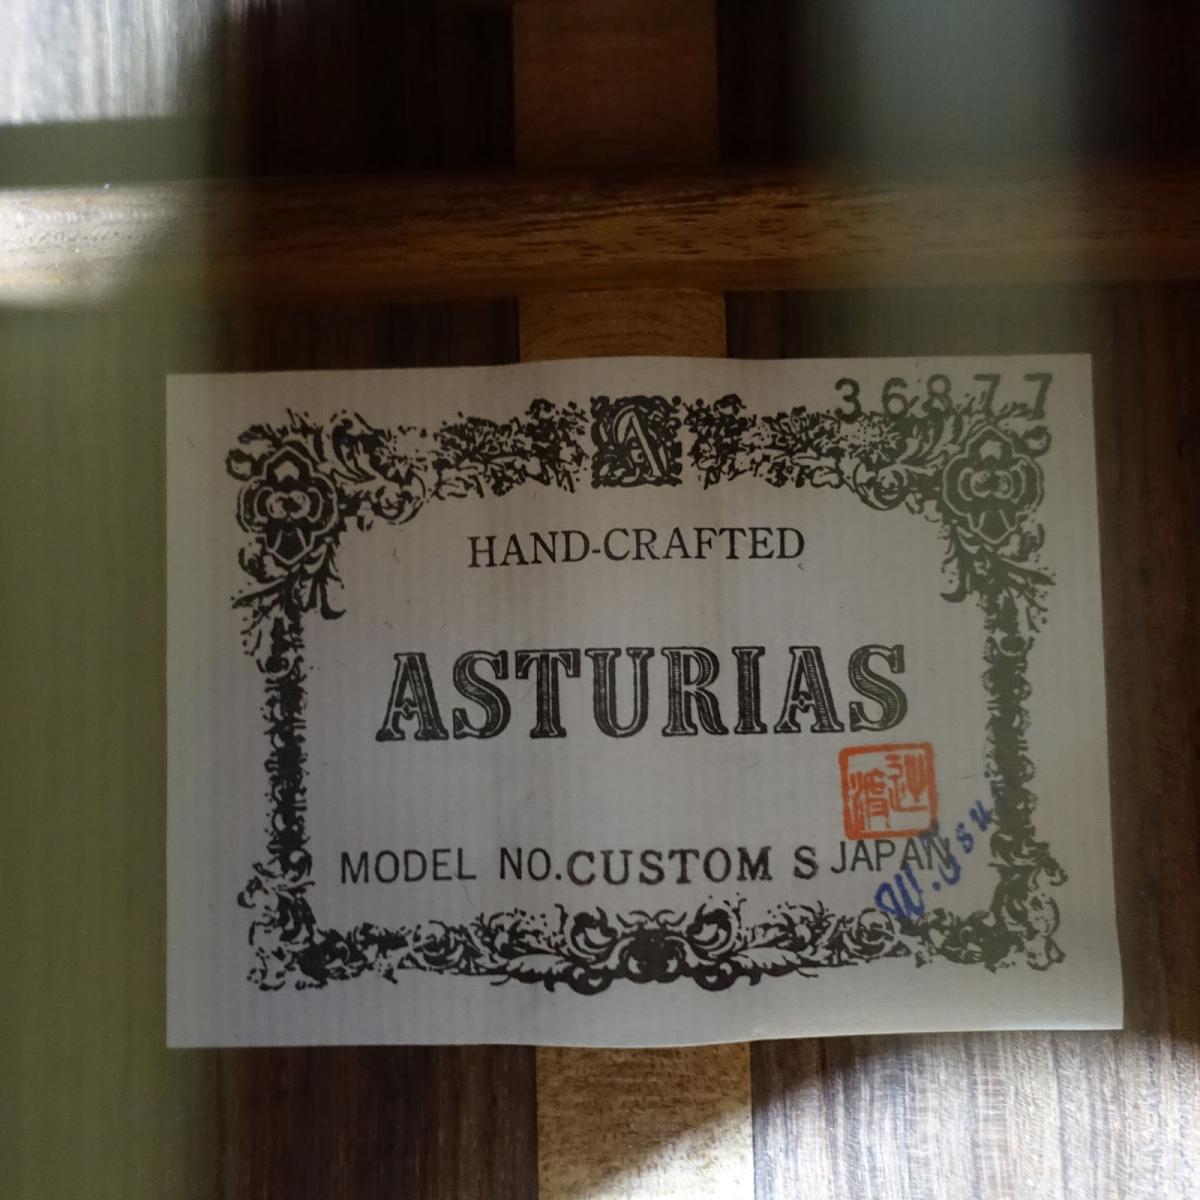 36877
A
HAND-CRAFTED
ASTURIAS
MODEL NO. CUSTOM S JAPAN